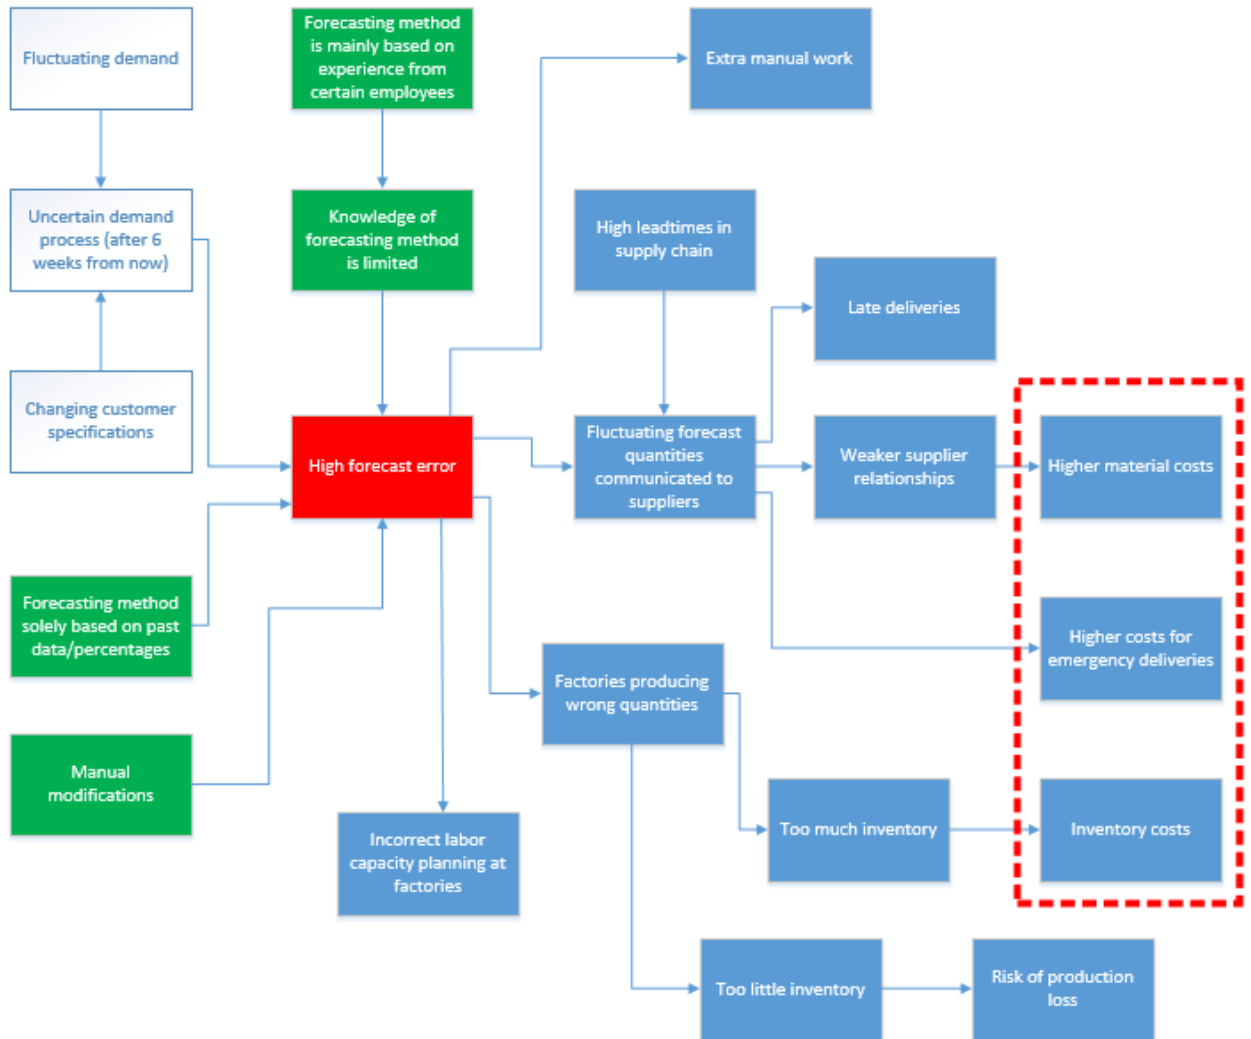 Fluctuating demand
Forecasting method
is mainly based on
experience from
certain employees
Extra manual work
Uncertain demand
process (after 6
weeks from now)
Knowledge of
forecasting method
is limited
High leadtimes in
supply chain
Late deliveries
Changing customer
specifications
High forecast error
Fluctuating forecast
quantities
communicated to
suppliers
Weaker supplier
relationships
Higher material costs
Forecasting method
solely based on past
data/percentages
Higher costs for
emergency deliveries
Factories producing
wrong quantities
Manual
modifications
Incorrect labor
capacity planning at
factories
Too much inventory
Inventory costs
Too little inventory
Risk of production
loss